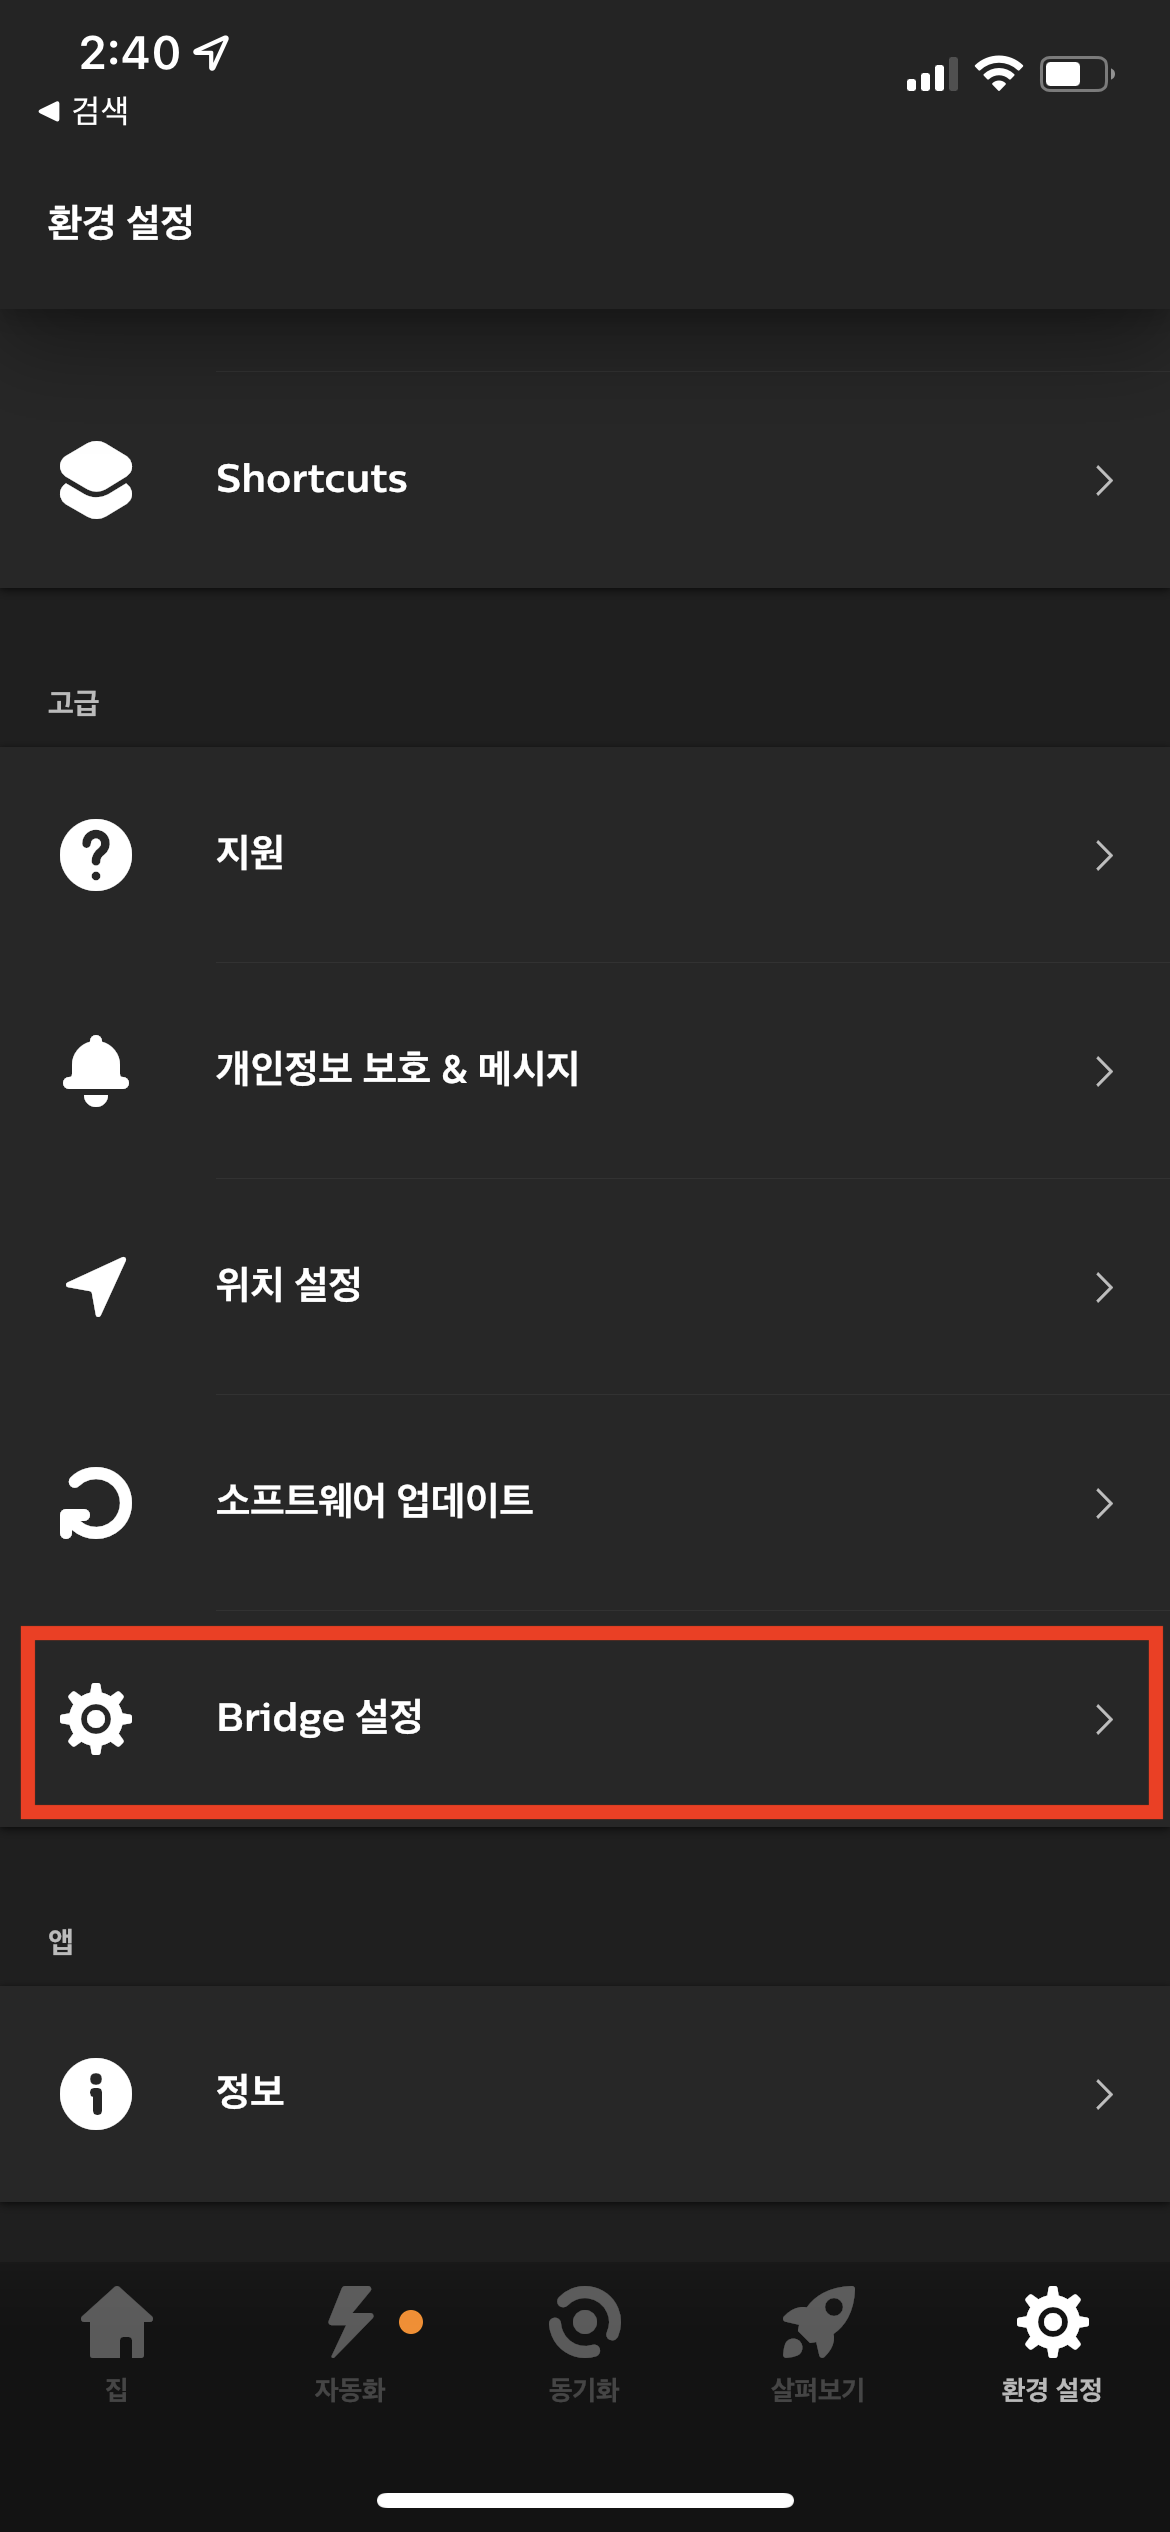 2:40
◀ 검색
환경 설정
Shortcuts
고급
지원
개인정보 보호 & 메시지
위치 설정
소프트웨어 업데이트
Bridge 설정
앱
정보
집
자동화
동기화
살펴보기
환경 설정